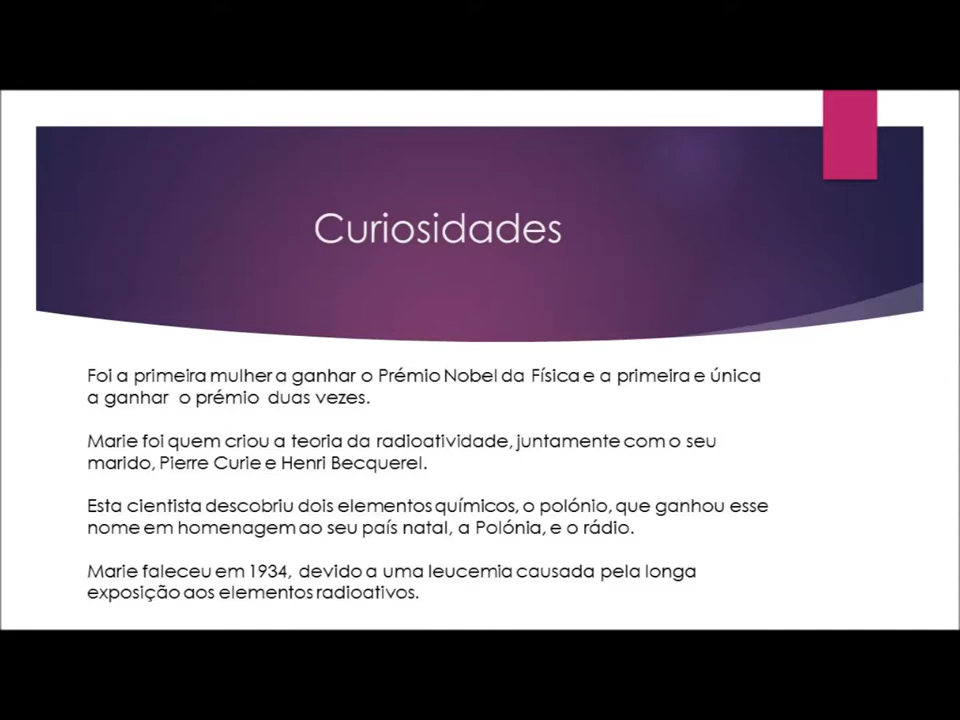 Curiosidades
Foi a primeira mulher a ganhar o Prémio Nobel da Física e a primeira e única
a ganhar o prémio duas vezes.
Marie foi quem criou a teoria da radioatividade, juntamente com o seu
marido, Pierre Curie e Henri Becquerel.
Esta cientista descobriu dois elementos químicos, o polónio, que ganhou esse
nome em homenagem ao seu país natal, a Polónia, e o rádio.
Marie faleceu em 1934, devido a uma leucemia causada pela longa
exposição aos elementos radioativos.